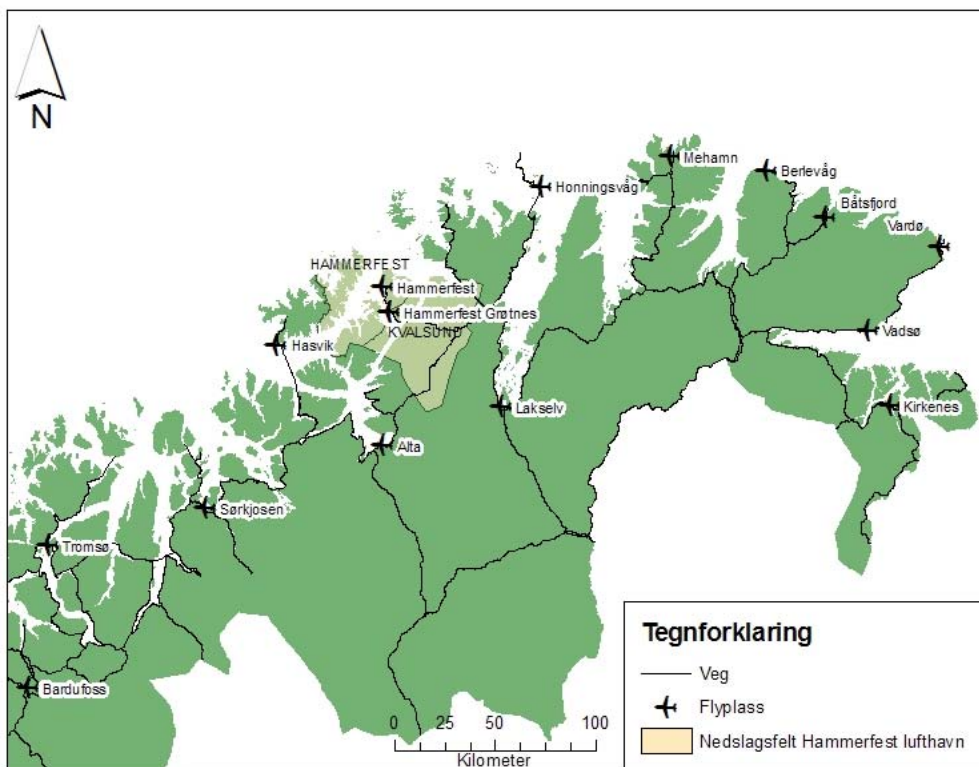 N
Mehamn
Berlevåg
Honningsvåg
Båtsfjord
Vardø
HAMMERFEST
Hammerfest
Hammerfest Grøtnes
KVALSUND
Vadsø
Hasvik
Lakselv
Kirkenes
Alta
Sørkjosen
Tromsø
Bardufoss
0 25 50 100
Kilometer
Tegnforklaring
Veg
Flyplass
Nedslagsfelt Hammerfest lufthavn